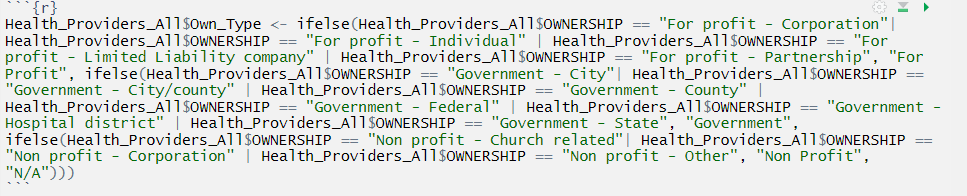 ```{r}
Health_Providers_All$Own_Type <- ifelse(Health_Providers_All$OWNERSHIP == "For profit - Corporation"|
Health_Providers_All$OWNERSHIP == "For profit - Individual" | Health_Providers_All$OWNERSHIP == "For
profit - Limited Liability company" | Health_Providers_All$OWNERSHIP == "For profit - Partnership", "For
Profit", ifelse(Health_Providers_All$OWNERSHIP == "Government - City"| Health_Providers_All$OWNERSHIP ==
"Government - City/county" | Health_Providers_All$OWNERSHIP == "Government - County" |
Health_Providers_All$OWNERSHIP == "Government - Federal" | Health_Providers_All$OWNERSHIP == "Government -
Hospital district" | Health_Providers_All$OWNERSHIP == "Government - State", "Government",
ifelse(Health_Providers_All$OWNERSHIP == "Non profit - Church related"| Health_Providers_All$OWNERSHIP ==
"Non profit - Corporation" | Health_Providers_All$OWNERSHIP == "Non profit - Other", "Non Profit",
"N/A")))
```